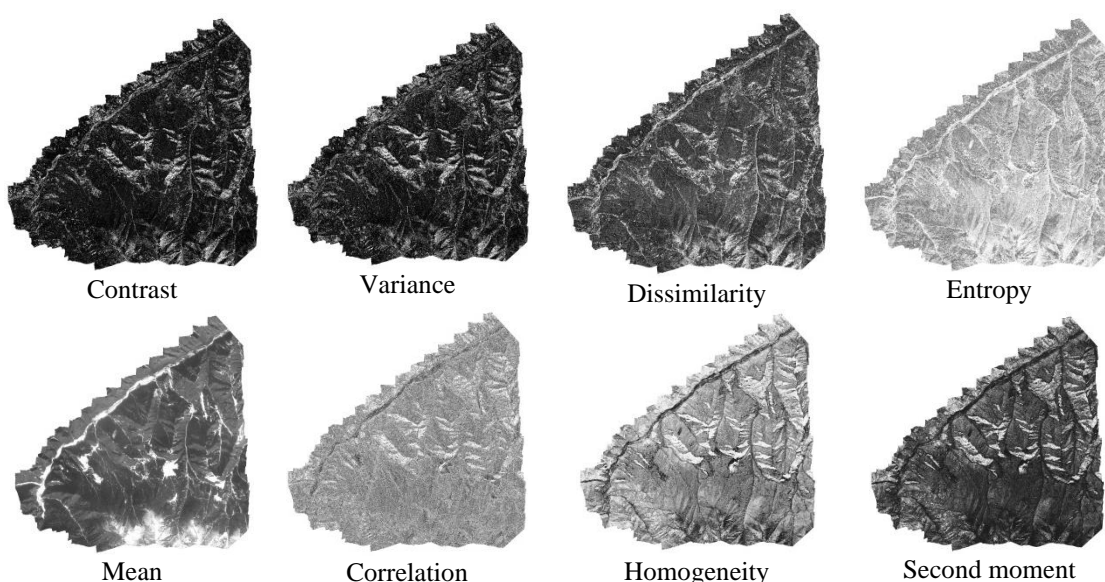 Contrast
Variance
Dissimilarity
Entropy
Mean
Correlation
Homogeneity
Second moment